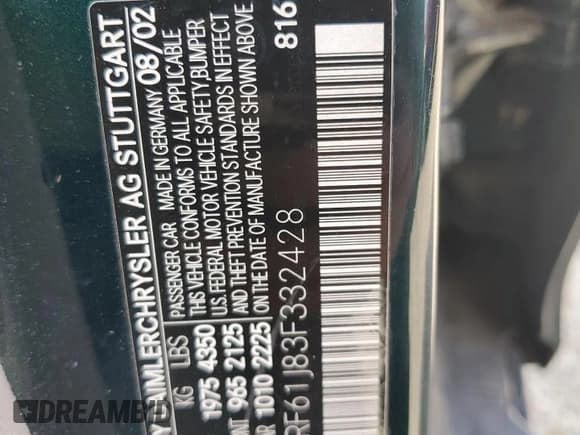 DAIMLERCHRYSLER AG STUTTGART
PASSENGER CAR MADE IN GERMANY 08/02
KG LBS THIS VEHICLE CONFORMS TO ALL APPLICABLE
1975 4350 U.S. FEDERAL MOTOR VEHICLE SAFETY,BUMPER
965 2125 AND THEFT PREVENTION STANDARDS IN EFFECT
1010 2225 ON THE DATE OF MANUFACTURE SHOWN ABOVE
816
RF61J83F332428
DREAMBID